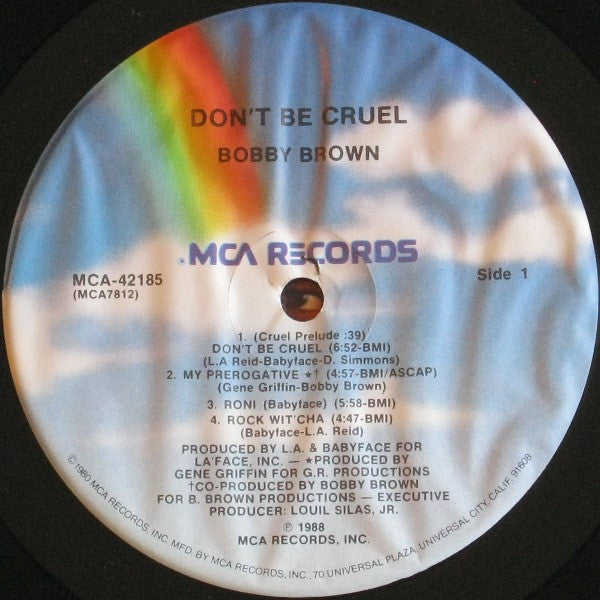 DON'T BE CRUEL
BOBBY BROWN
MCA RECORDS
MCA-42185
(MCA7812)
Side 1
1. (Cruel Prelude :39)
DON'T BE CRUEL (6:52-BMI)
(L.A Reid-Babyface-D. Simmons)
2. MY PREROGATIVE ★† (4:57-BMI/ASCAP)
(Gene Griffin-Bobby Brown)
3. RONI (Babyface) (5:58-BMI)
4. ROCK WIT'CHA (4:47-BMI)
(Babyface-L.A. Reid)
PRODUCED BY L.A. & BABYFACE FOR
LA'FACE, INC. — ★PRODUCED BY
GENE GRIFFIN FOR G.R. PRODUCTIONS
†CO-PRODUCED BY BOBBY BROWN
FOR B. BROWN PRODUCTIONS — EXECUTIVE
PRODUCER: LOUIL SILAS, JR.
℗ 1988
MCA RECORDS, INC.
©1980 MCA RECORDS, INC. MFD. BY MCA RECORDS, INC., 70 UNIVERSAL PLAZA, UNIVERSAL CITY, CALIF. 91608